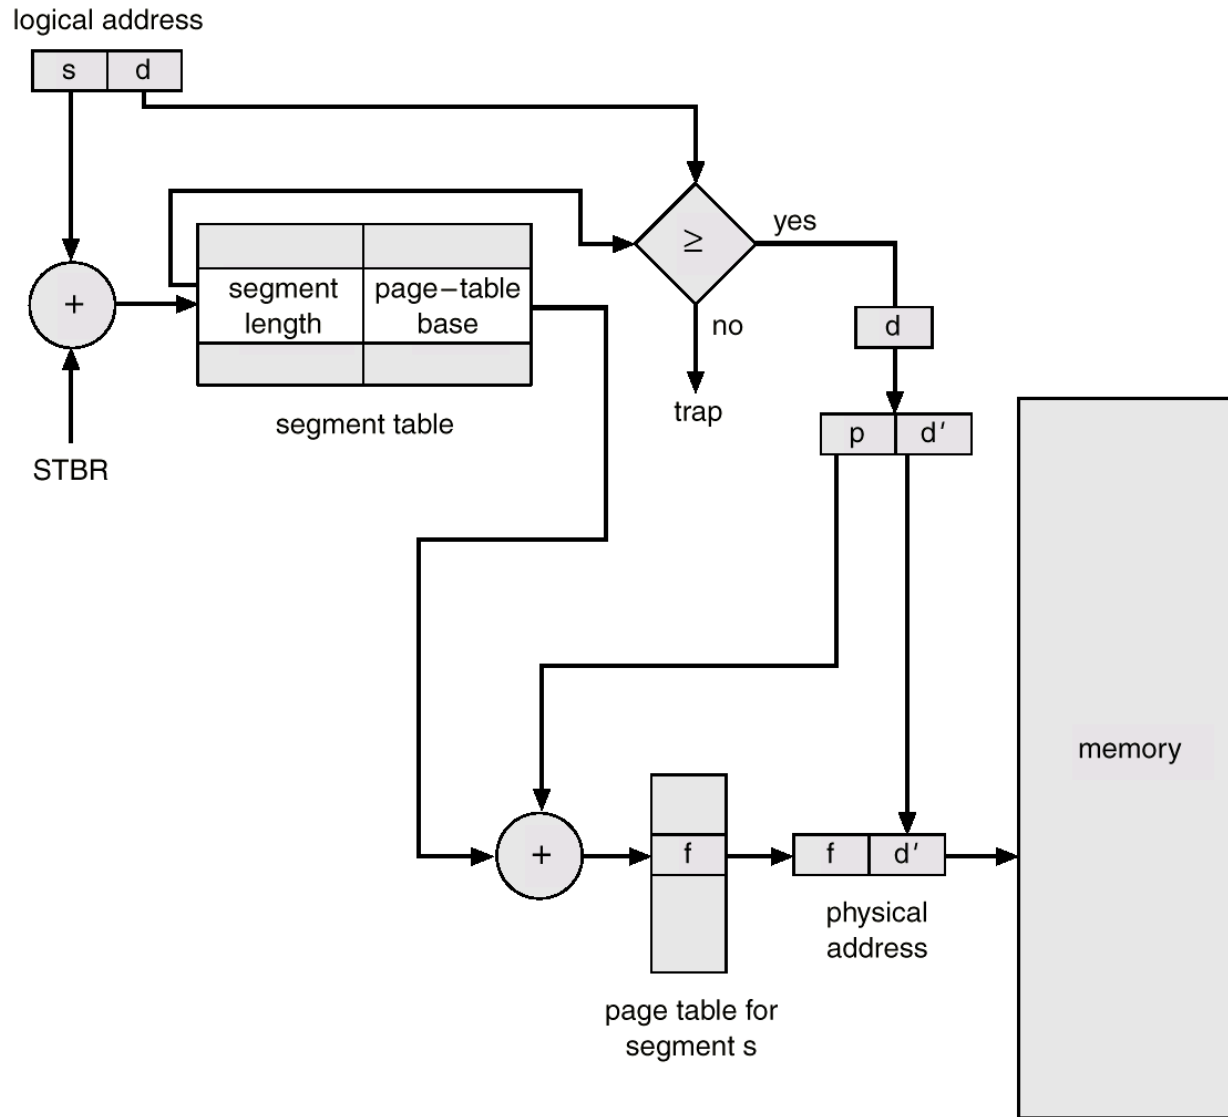 logical address
s d
≥
yes
+
segment length
page–table base
no
d
trap
segment table
p d′
STBR
memory
+
f
f d′
physical
address
page table for
segment s